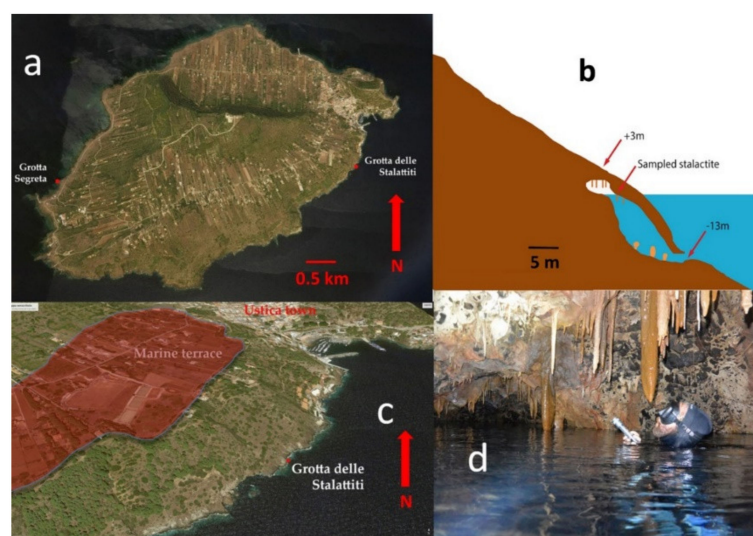 a
Grotta
Segreta
Grotta delle
Stalattiti
0.5 km
N
b
+3m
Sampled stalactite
-13m
5 m
Ustica town
Marine terrace
c
Grotta delle
Stalattiti
N
d